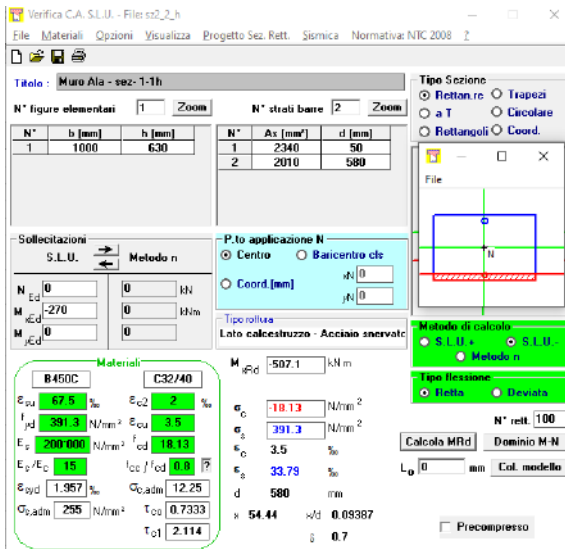 Verifica C.A. S.L.U. - File: sz2_2_h
File Materiali Opzioni Visualizza Progetto Sez. Rett. Sismica Normativa: NTC 2008 ?
Titolo : Muro Ala - sez- 1-1h
N° figure elementari 1 Zoom N° strati barre 2 Zoom
N° b [mm] h [mm]
1 1000 630
N° As [mm²] d [mm]
1 2340 50
2 2010 580
Tipo Sezione
Rettan.re Trapezi
a T Circolare
Rettangoli Coord.
File
N
Sollecitazioni
S.L.U. Metodo n
N Ed 0 0 kN
M xEd -270 0 kNm
M yEd 0 0
P.to applicazione N
Centro Baricentro cls
Coord.[mm] xN 0
yN 0
Tipo rottura
Lato calcestruzzo - Acciaio snervato
Metodo di calcolo
S.L.U.+ S.L.U.-
Metodo n
Tipo flessione
Retta Deviata
Materiali
B450C C32/40
εsu 67.5 ‰ εc2 2 ‰
fyd 391.3 N/mm² εcu 3.5
Es 200'000 N/mm² fcd 18.13
Es/Ec 15 fcc/fcd 0.8 ?
εsyd 1.957 ‰ σc,adm 12.25
σs,adm 255 N/mm² τco 0.7333
τc1 2.114
M xRd -507.1 kN m
σc -18.13 N/mm²
σs 391.3 N/mm²
εc 3.5 ‰
εs 33.79 ‰
d 580 mm
x 54.44 x/d 0.09387
δ 0.7
N° rett. 100
Calcola MRd Dominio M-N
L0 0 mm Col. modello
Precompresso